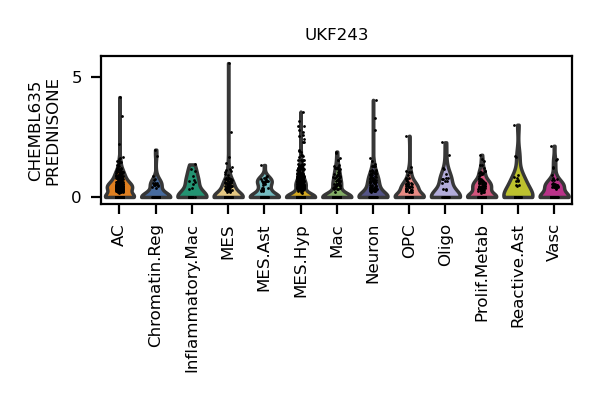 UKF243
CHEMBL635
PREDNISONE
5
0
AC
Chromatin.Reg
Inflammatory.Mac
MES
MES.Ast
MES.Hyp
Mac
Neuron
OPC
Oligo
Prolif.Metab
Reactive.Ast
Vasc